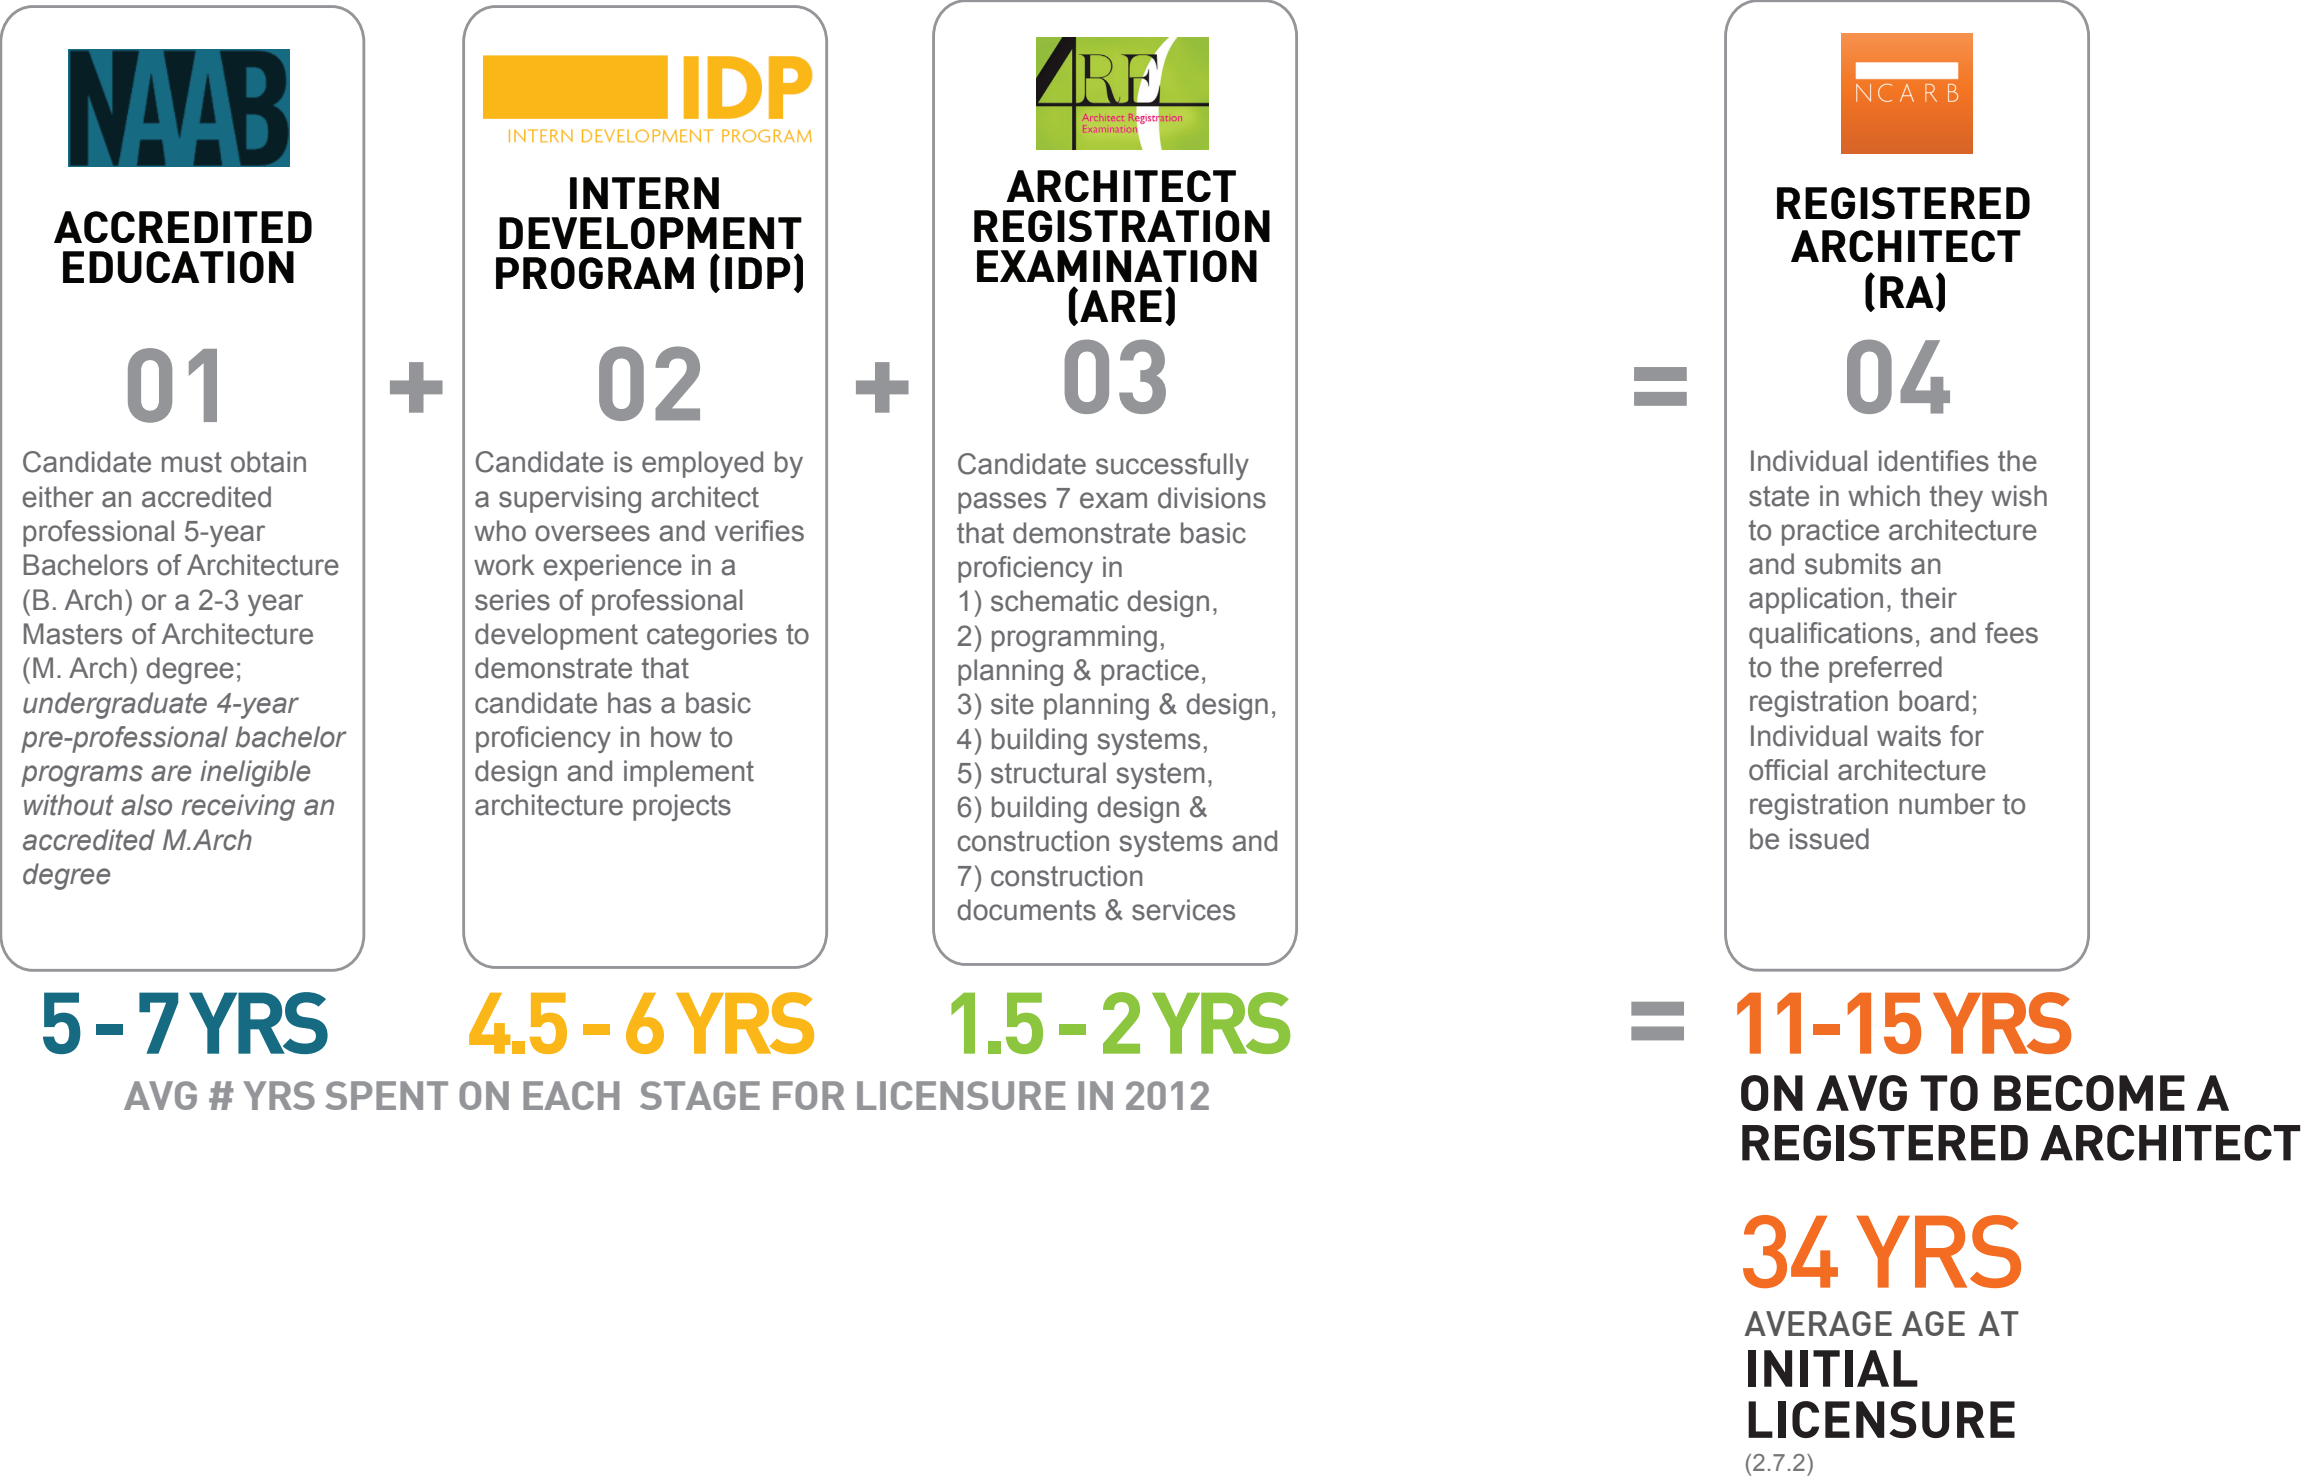 NAAB
ACCREDITED
EDUCATION
01
Candidate must obtain
either an accredited
professional 5-year
Bachelors of Architecture
(B. Arch) or a 2-3 year
Masters of Architecture
(M. Arch) degree;
undergraduate 4-year
pre-professional bachelor
programs are ineligible
without also receiving an
accredited M.Arch
degree
5 - 7 YRS
+
IDP
INTERN DEVELOPMENT PROGRAM
INTERN
DEVELOPMENT
PROGRAM (IDP)
02
Candidate is employed by
a supervising architect
who oversees and verifies
work experience in a
series of professional
development categories to
demonstrate that
candidate has a basic
proficiency in how to
design and implement
architecture projects
4.5 - 6 YRS
+
ARE
Architect Registration
Examination
ARCHITECT
REGISTRATION
EXAMINATION
(ARE)
03
Candidate successfully
passes 7 exam divisions
that demonstrate basic
proficiency in
1) schematic design,
2) programming,
planning & practice,
3) site planning & design,
4) building systems,
5) structural system,
6) building design &
construction systems and
7) construction
documents & services
1.5 - 2 YRS
AVG # YRS SPENT ON EACH STAGE FOR LICENSURE IN 2012
=
NCARB
REGISTERED
ARCHITECT
(RA)
04
Individual identifies the
state in which they wish
to practice architecture
and submits an
application, their
qualifications, and fees
to the preferred
registration board;
Individual waits for
official architecture
registration number to
be issued
= 11-15 YRS
ON AVG TO BECOME A
REGISTERED ARCHITECT
34 YRS
AVERAGE AGE AT
INITIAL
LICENSURE
(2.7.2)